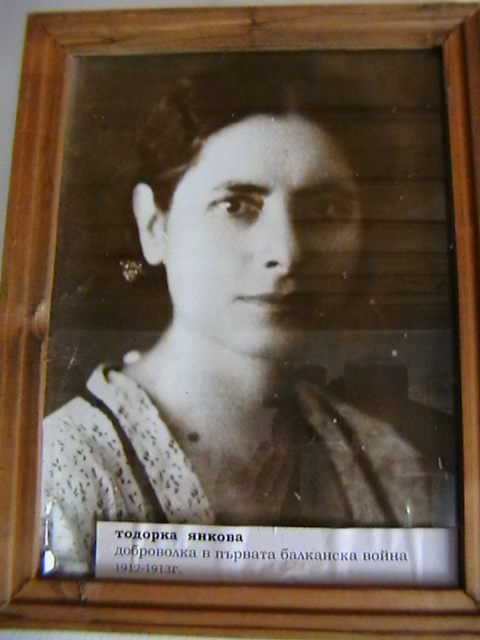 тодорка янкова
доброволка в първата балканска война
1912-1913г.